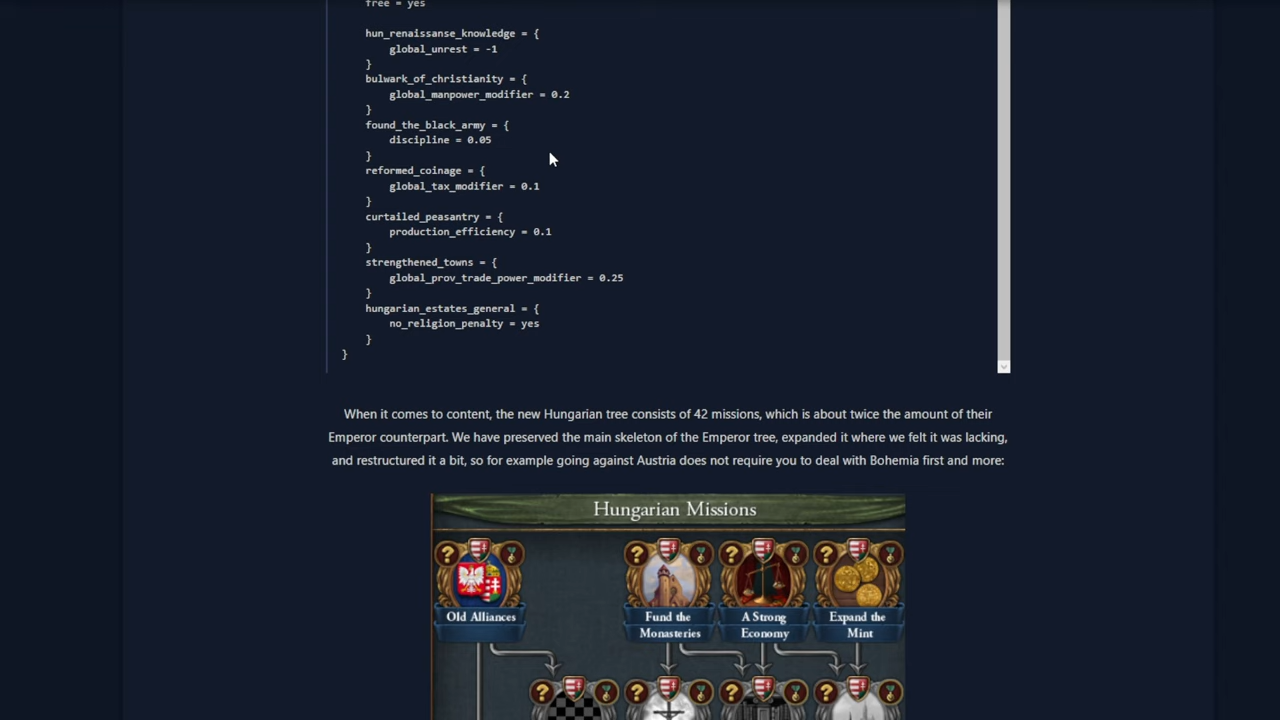 free = yes
hun_renaissanse_knowledge = {
global_unrest = -1
}
bulwark_of_christianity = {
global_manpower_modifier = 0.2
}
found_the_black_army = {
discipline = 0.05
}
reformed_coinage = {
global_tax_modifier = 0.1
}
curtailed_peasantry = {
production_efficiency = 0.1
}
strengthened_towns = {
global_prov_trade_power_modifier = 0.25
}
hungarian_estates_general = {
no_religion_penalty = yes
}
}
When it comes to content, the new Hungarian tree consists of 42 missions, which is about twice the amount of their
Emperor counterpart. We have preserved the main skeleton of the Emperor tree, expanded it where we felt it was lacking,
and restructured it a bit, so for example going against Austria does not require you to deal with Bohemia first and more:
Hungarian Missions
? ? ? ?
Old Alliances
Fund the
Monasteries
A Strong
Economy
Expand the
Mint
? ? ? ?